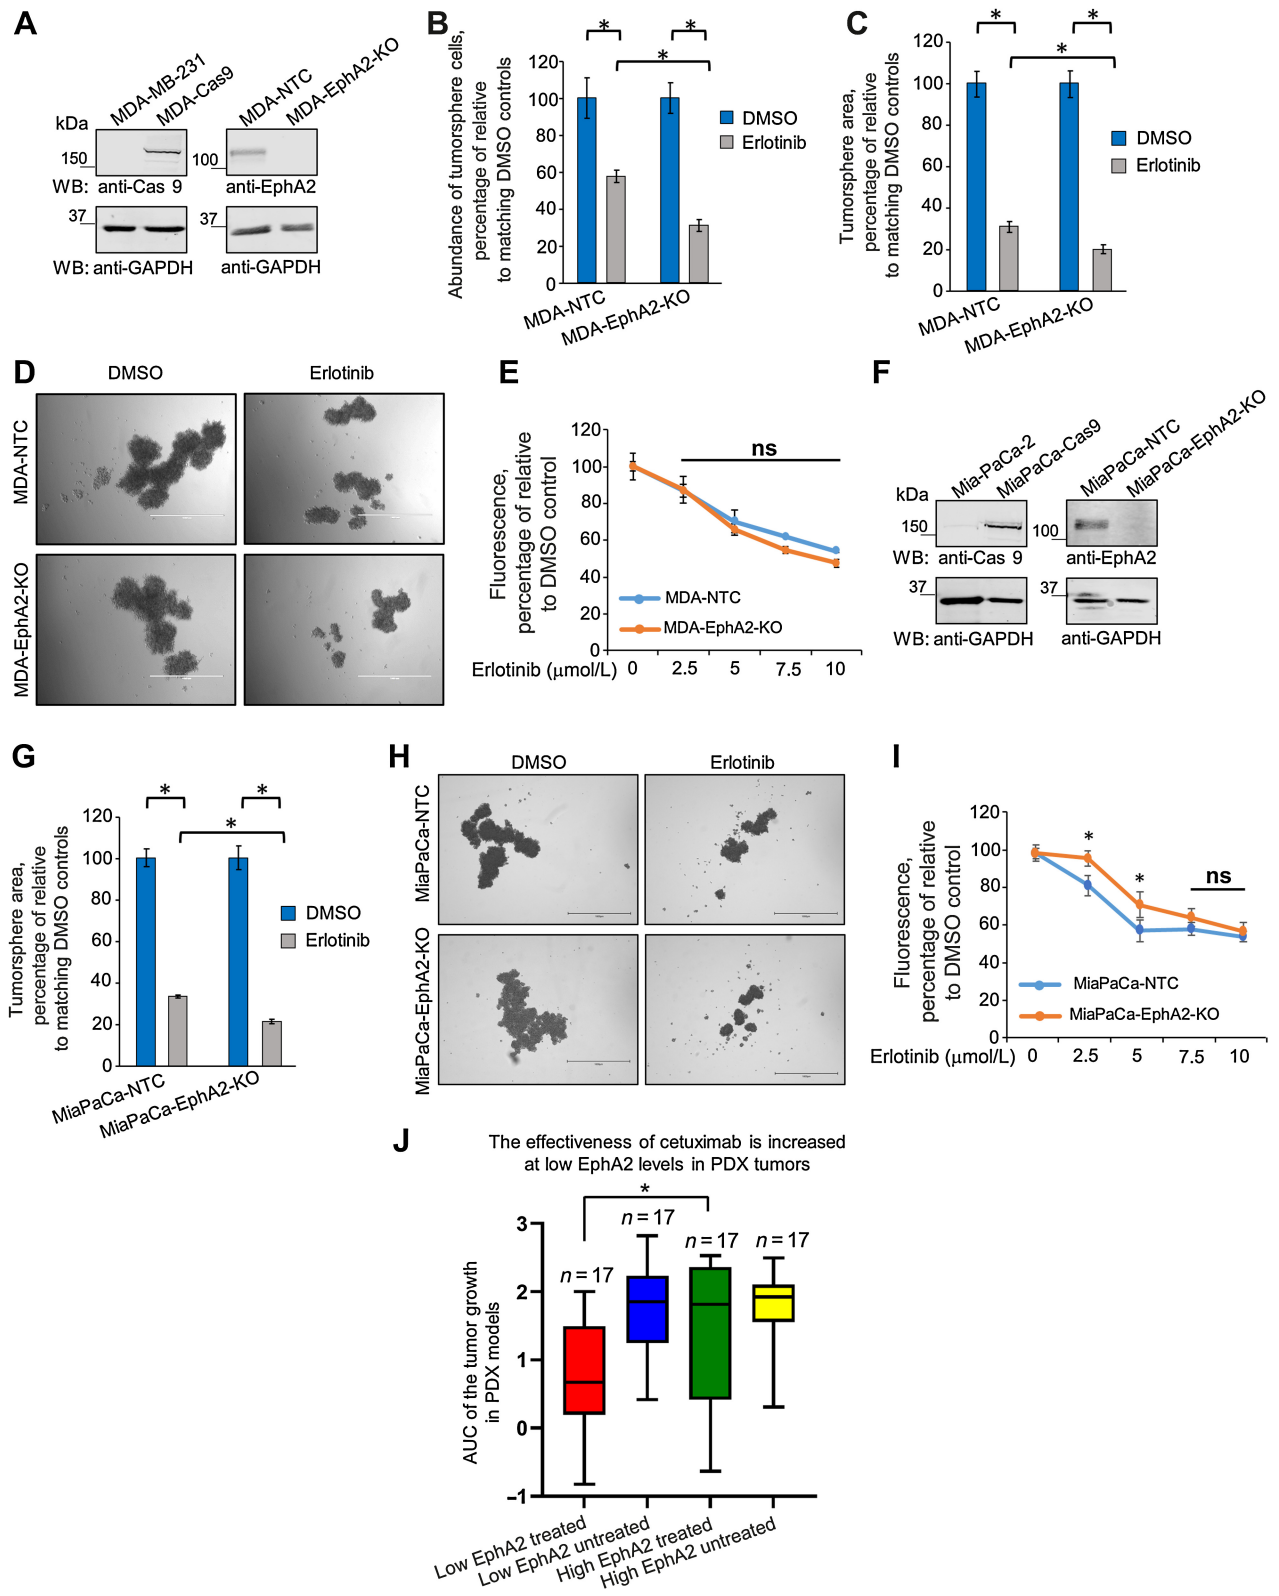 A
MDA-MB-231
MDA-Cas9
MDA-NTC
MDA-EphA2-KO
kDa
150
100
WB: anti-Cas 9
anti-EphA2
37
37
WB: anti-GAPDH
anti-GAPDH
B
Abundance of tumorsphere cells,
percentage of relative
to matching DMSO controls
120
100
80
60
40
20
0
*
*
*
DMSO
Erlotinib
MDA-NTC
MDA-EphA2-KO
C
Tumorsphere area,
percentage of relative
to matching DMSO controls
120
100
80
60
40
20
0
*
*
*
DMSO
Erlotinib
MDA-NTC
MDA-EphA2-KO
D
DMSO
Erlotinib
MDA-NTC
MDA-EphA2-KO
E
Fluorescence,
percentage of relative
to DMSO control
120
100
80
60
40
20
0
ns
MDA-NTC
MDA-EphA2-KO
Erlotinib (μmol/L) 0 2.5 5 7.5 10
F
Mia-PaCa-2
MiaPaCa-Cas9
MiaPaCa-NTC
MiaPaCa-EphA2-KO
kDa
150
100
WB: anti-Cas 9
anti-EphA2
37
37
WB: anti-GAPDH
anti-GAPDH
G
Tumorsphere area,
percentage of relative
to matching DMSO controls
120
100
80
60
40
20
0
*
*
*
DMSO
Erlotinib
MiaPaCa-NTC
MiaPaCa-EphA2-KO
H
DMSO
Erlotinib
MiaPaCa-NTC
MiaPaCa-EphA2-KO
I
Fluorescence,
percentage of relative
to DMSO control
120
100
80
60
40
20
0
*
*
ns
MiaPaCa-NTC
MiaPaCa-EphA2-KO
Erlotinib (μmol/L) 0 2.5 5 7.5 10
J
The effectiveness of cetuximab is increased
at low EphA2 levels in PDX tumors
*
AUC of the tumor growth
in PDX models
3
2
1
0
–1
n = 17
n = 17
n = 17
n = 17
Low EphA2 treated
Low EphA2 untreated
High EphA2 treated
High EphA2 untreated